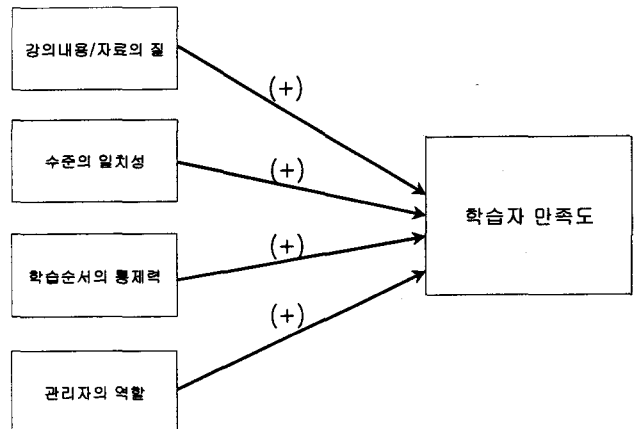 강의내용/자료의 질
(+)
수준의 일치성
(+)
학습자 만족도
학습순서의 통제력
(+)
(+)
관리자의 역할